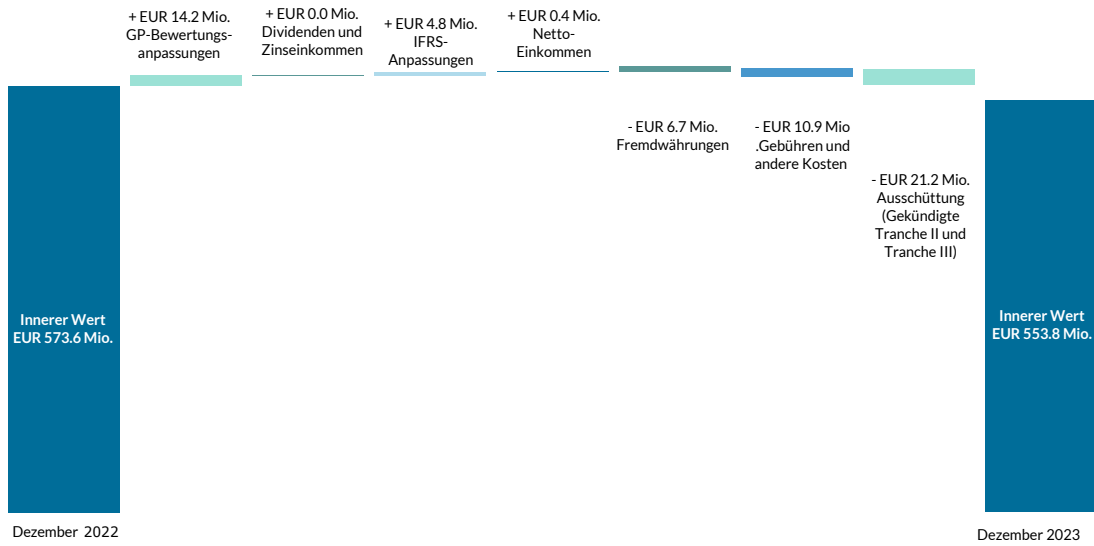 + EUR 14.2 Mio.
GP-Bewertungs-
anpassungen
+ EUR 0.0 Mio.
Dividenden und
Zinseinkommen
+ EUR 4.8 Mio.
IFRS-
Anpassungen
+ EUR 0.4 Mio.
Netto-
Einkommen
- EUR 6.7 Mio.
Fremdwährungen
- EUR 10.9 Mio
.Gebühren und
andere Kosten
- EUR 21.2 Mio.
Ausschüttung
(Gekündigte
Tranche II und
Tranche III)
Innerer Wert
EUR 573.6 Mio.
Innerer Wert
EUR 553.8 Mio.
Dezember 2022
Dezember 2023